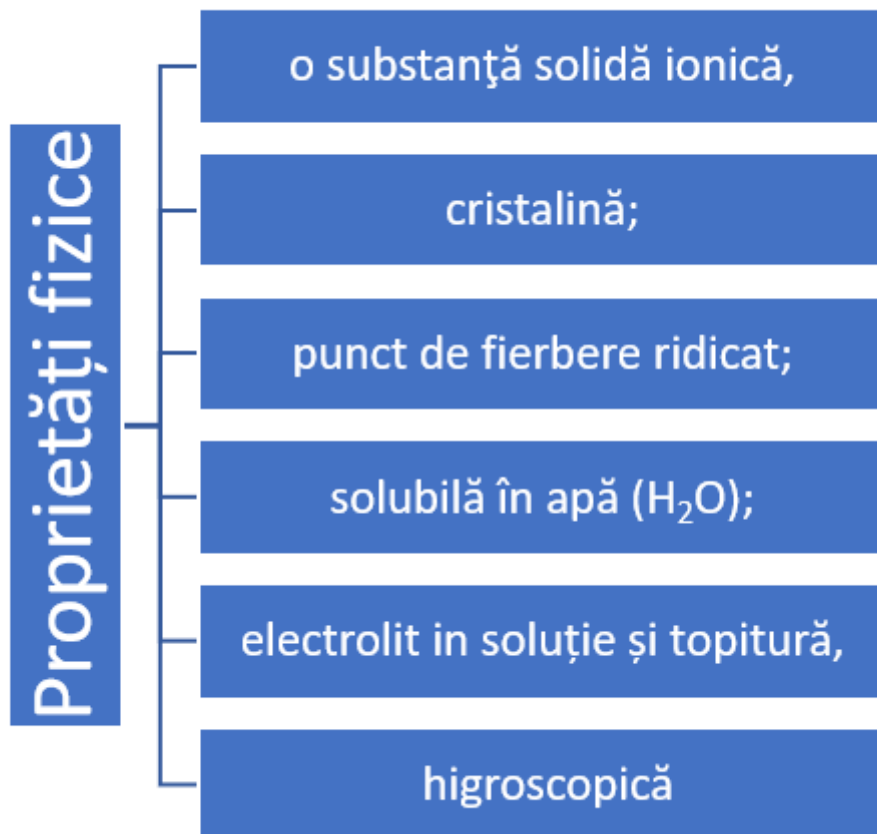 Proprietăți fizice
o substanţă solidă ionică,
cristalină;
punct de fierbere ridicat;
solubilă în apă (H₂O);
electrolit in soluție și topitură,
higroscopică